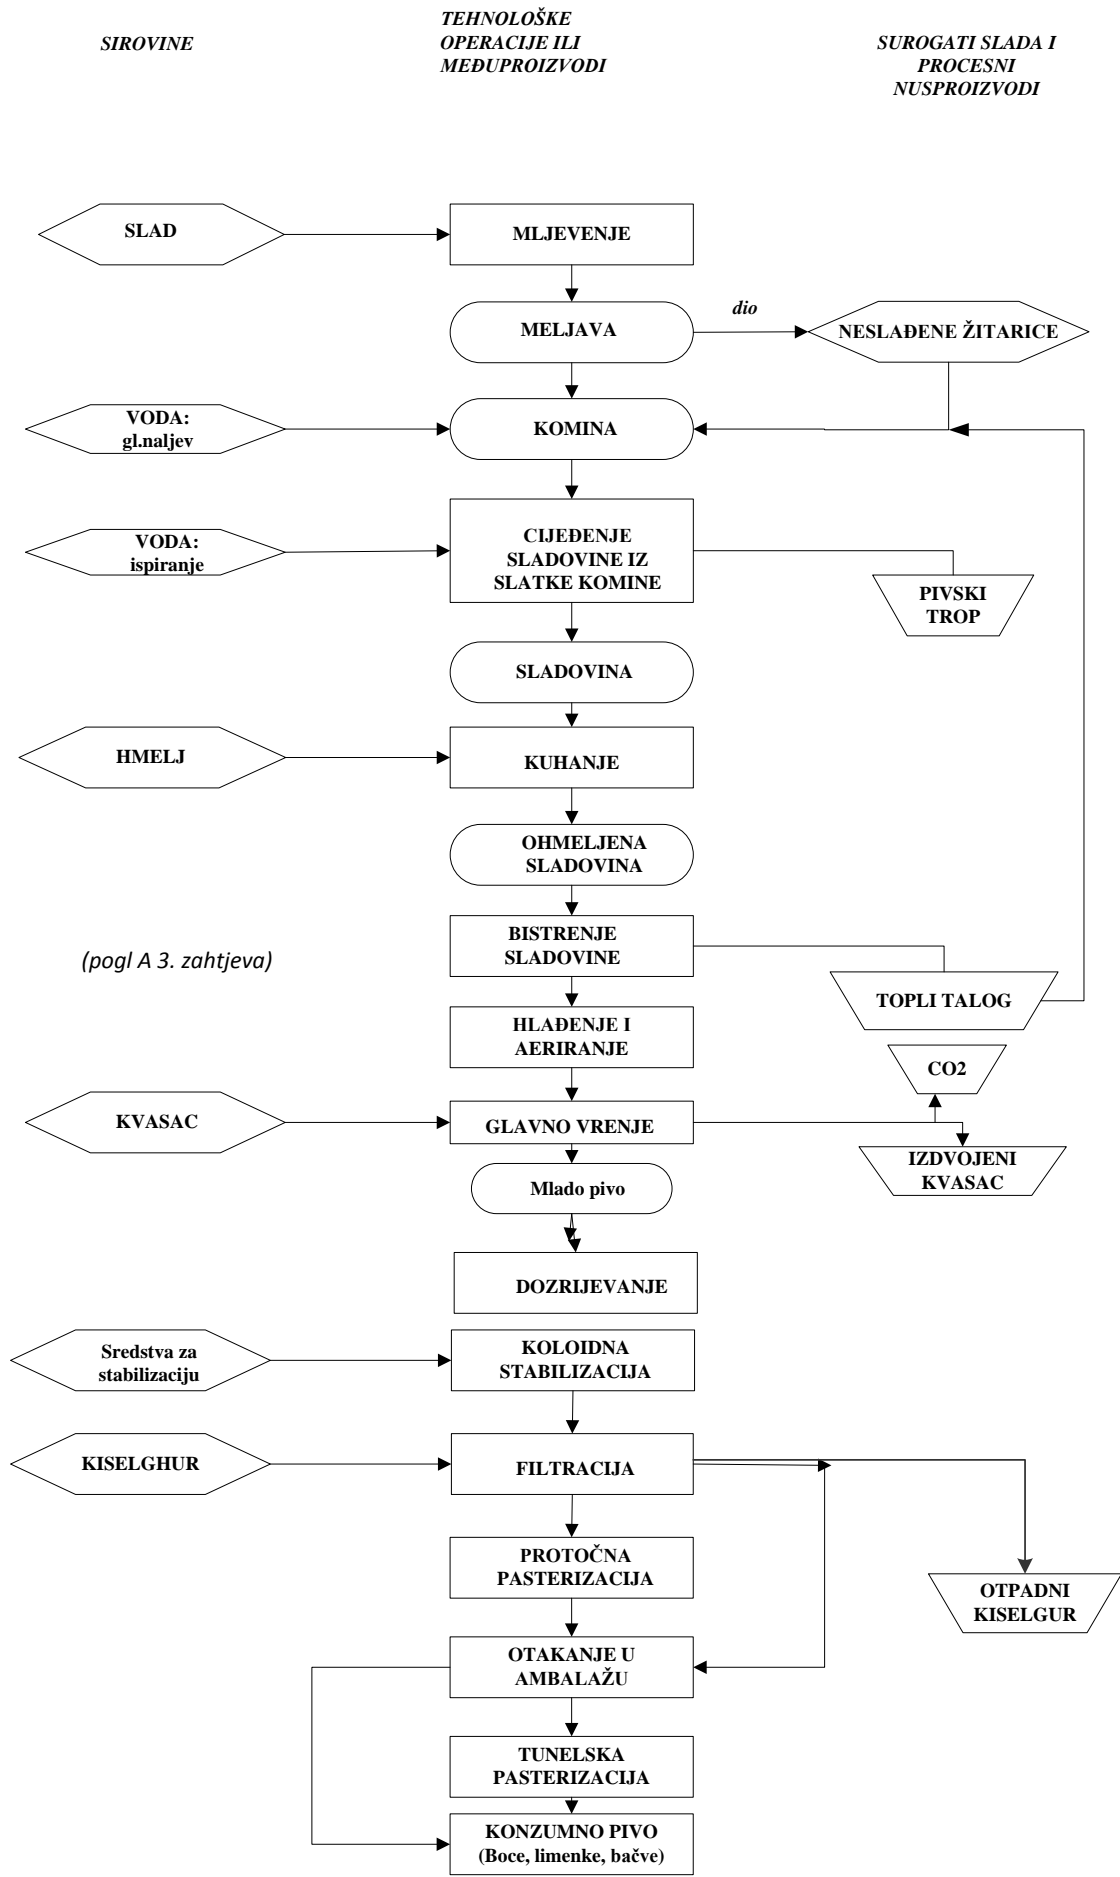 SIROVINE
TEHNOLOŠKE
OPERACIJE ILI
MEĐUPROIZVODI
SUROGATI SLADA I
PROCESNI
NUSPROIZVODI
SLAD
MLJEVENJE
MELJAVA
dio
NESLAĐENE ŽITARICE
VODA:
gl.naljev
KOMINA
VODA:
ispiranje
CIJEĐENJE
SLADOVINE IZ
SLATKE KOMINE
PIVSKI
TROP
SLADOVINA
HMELJ
KUHANJE
OHMELJENA
SLADOVINA
(pogl A 3. zahtjeva)
BISTRENJE
SLADOVINE
TOPLI TALOG
HLAĐENJE I
AERIRANJE
CO2
KVASAC
GLAVNO VRENJE
IZDVOJENI
KVASAC
Mlado pivo
DOZRIJEVANJE
Sredstva za
stabilizaciju
KOLOIDNA
STABILIZACIJA
KISELGHUR
FILTRACIJA
PROTOČNA
PASTERIZACIJA
OTPADNI
KISELGUR
OTAKANJE U
AMBALAŽU
TUNELSKA
PASTERIZACIJA
KONZUMNO PIVO
(Boce, limenke, bačve)